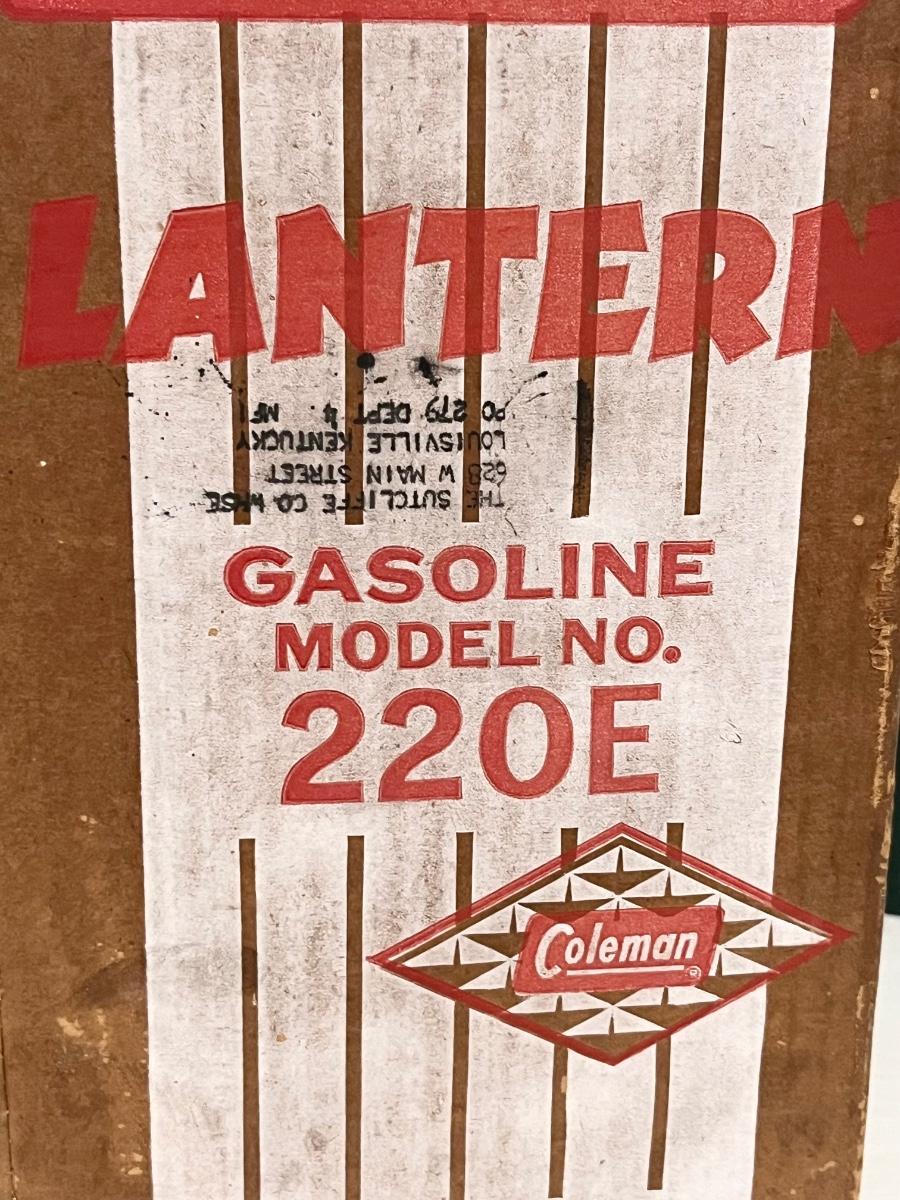 LANTERN
THE SUTCLIFFE CO WHSE
628 W MAIN STREET
LOUISVILLE KENTUCKY
PO 279 DEPT 4 MF1
GASOLINE
MODEL NO.
220E
Coleman
®